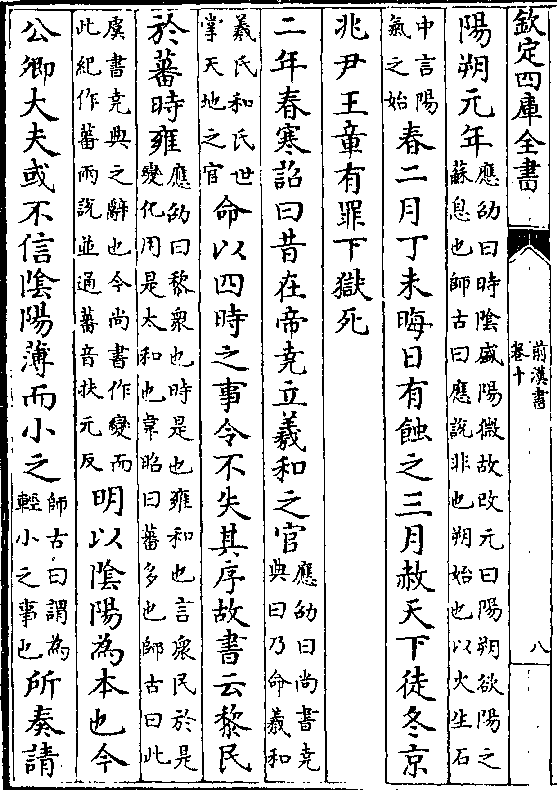 欽定四庫全書
前漢書
卷十
八
陽朔元年應劭曰時陰盛陽微故改元曰陽朔欲陽之蘇息也師古曰應說非也朔始也以火生石
中言陽氣之始春二月丁未晦日有蝕之三月赦天下徒冬京
兆尹王章有罪下獄死
二年春寒詔曰昔在帝堯立羲和之官應劭曰尚書堯典曰乃命羲和
羲氏和氏世掌天地之官命以四時之事令不失其序故書云黎民
於蕃時雍應劭曰黎衆也時是也雍和也言衆民於是變化用是太和也韋昭曰蕃多也師古曰此
虞書堯典之辭也今尚書作變而此紀作蕃兩說並通蕃音扶元反明以陰陽為本也今
公卿大夫或不信陰陽薄而小之師古曰謂為輕小之事也所奏請